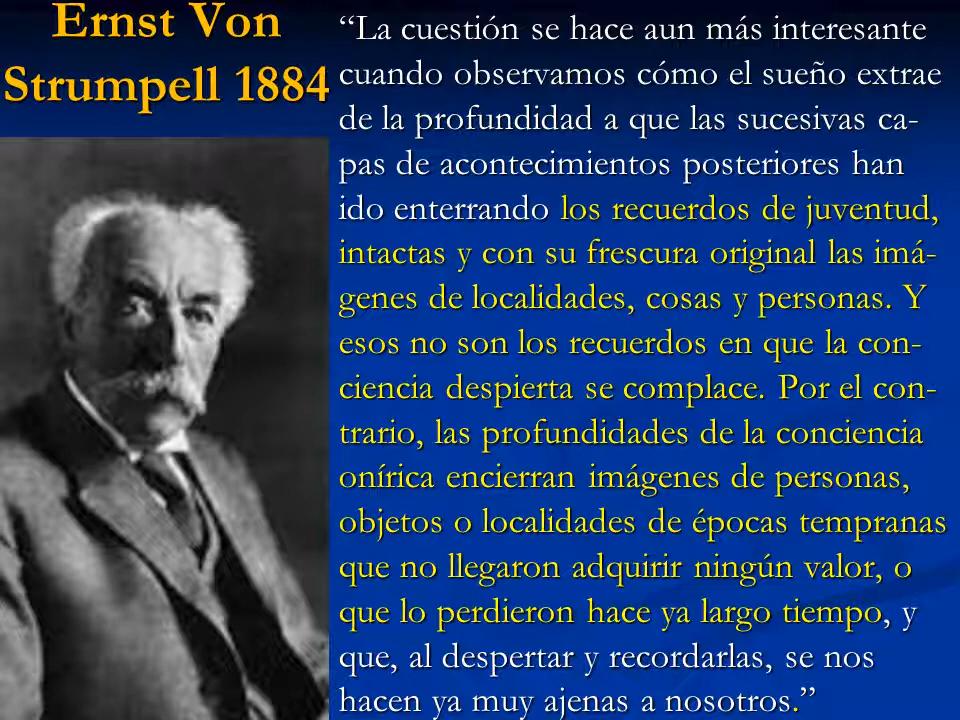 Ernst Von
Strumpell 1884
“La cuestión se hace aun más interesante
cuando observamos cómo el sueño extrae
de la profundidad a que las sucesivas ca-
pas de acontecimientos posteriores han
ido enterrando los recuerdos de juventud,
intactas y con su frescura original las imá-
genes de localidades, cosas y personas. Y
esos no son los recuerdos en que la con-
ciencia despierta se complace. Por el con-
trario, las profundidades de la conciencia
onírica encierran imágenes de personas,
objetos o localidades de épocas tempranas
que no llegaron adquirir ningún valor, o
que lo perdieron hace ya largo tiempo, y
que, al despertar y recordarlas, se nos
hacen ya muy ajenas a nosotros.”